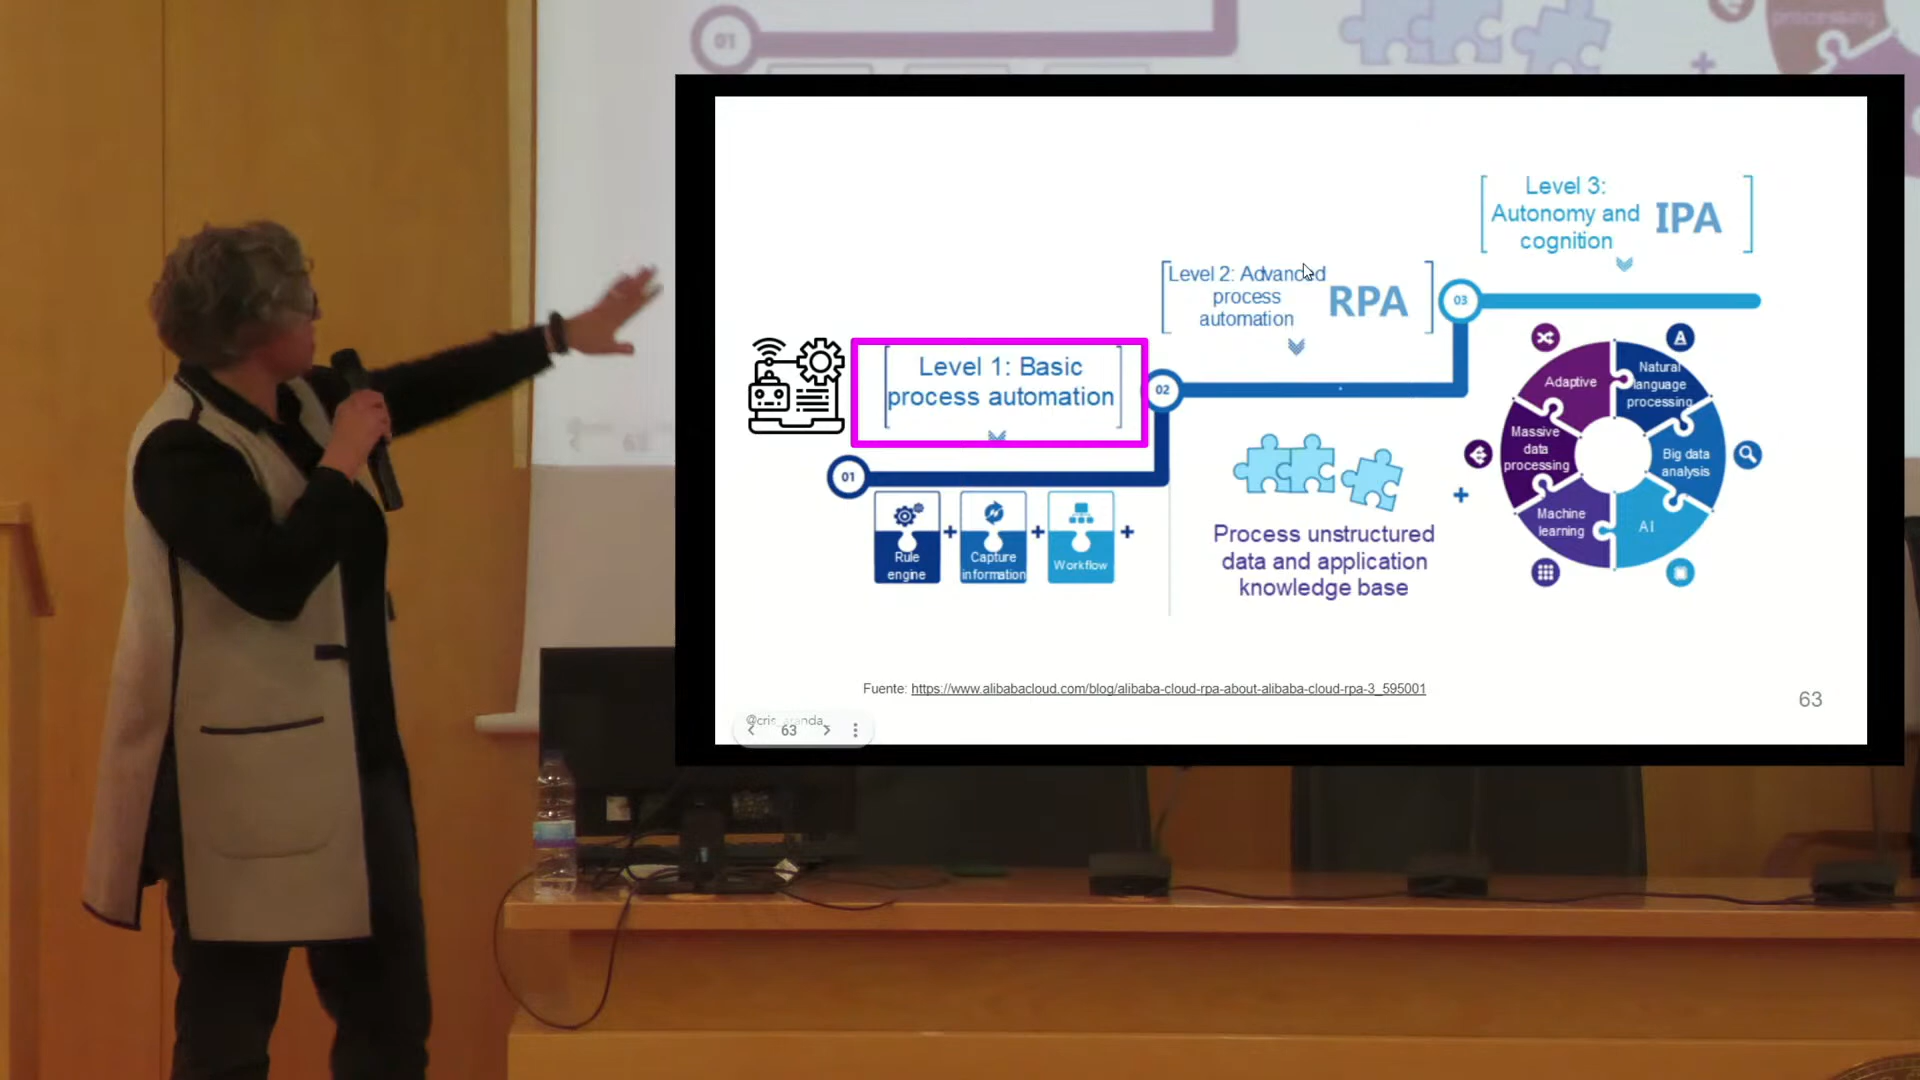 01
processing
Level 3:
Autonomy and
cognition
IPA
Level 2: Advanced
process
automation
RPA
03
Level 1: Basic
process automation
02
01
Rule
engine
+
Capture
information
+
Workflow
+
Process unstructured
data and application
knowledge base
+
Adaptive
A
Natural
language
processing
Massive
data
processing
Big data
analysis
Machine
learning
AI
Fuente: https://www.alibabacloud.com/blog/alibaba-cloud-rpa-about-alibaba-cloud-rpa-3_595001
63
@cris_aranda_
63